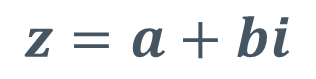 z = a + bi